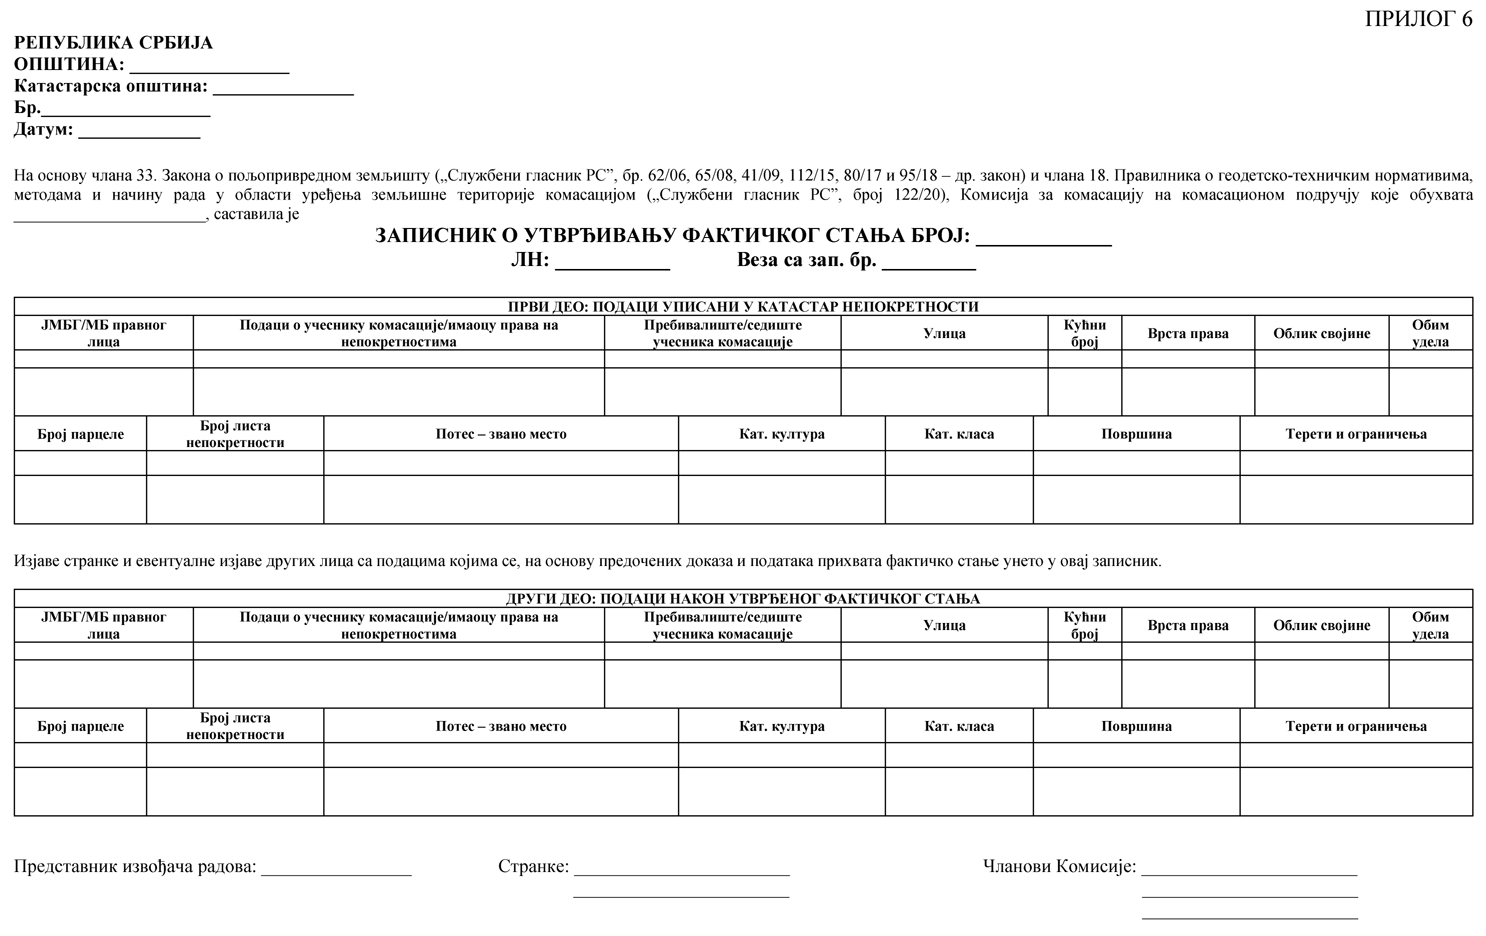 ПРИЛОГ 6
РЕПУБЛИКА СРБИЈА
ОПШТИНА: _________________
Катастарска општина: _______________
Бр.__________________
Датум: _____________
На основу члана 33. Закона о пољопривредном земљишту („Службени гласник РС”, бр. 62/06, 65/08, 41/09, 112/15, 80/17 и 95/18 – др. закон) и члана 18. Правилника о геодетско-техничким нормативима,
методама и начину рада у области уређења земљишне територије комасацијом („Службени гласник РС”, број 122/20), Комисија за комасацију на комасационом подручју које обухвата
_______________________, саставила је
ЗАПИСНИК О УТВРЂИВАЊУ ФАКТИЧКОГ СТАЊА БРОЈ: _____________
ЛН: ___________ Веза са зап. бр. _________
ПРВИ ДЕО: ПОДАЦИ УПИСАНИ У КАТАСТАР НЕПОКРЕТНОСТИ
ЈМБГ/МБ правног лица Подаци о учеснику комасације/имаоцу права на непокретностима Пребивалиште/седиште учесника комасације Улица Кућни број Врста права Облик својине Обим удела
Број парцеле Број листа непокретности Потес – звано место Кат. култура Кат. класа Површина Терети и ограничења
Изјаве странке и евентуалне изјаве других лица са подацима којима се, на основу предочених доказа и података прихвата фактичко стање унето у овај записник.
ДРУГИ ДЕО: ПОДАЦИ НАКОН УТВРЂЕНОГ ФАКТИЧКОГ СТАЊА
ЈМБГ/МБ правног лица Подаци о учеснику комасације/имаоцу права на непокретностима Пребивалиште/седиште учесника комасације Улица Кућни број Врста права Облик својине Обим удела
Број парцеле Број листа непокретности Потес – звано место Кат. култура Кат. класа Површина Терети и ограничења
Представник извођача радова: ________________ Странке: _______________________ Чланови Комисије: _______________________